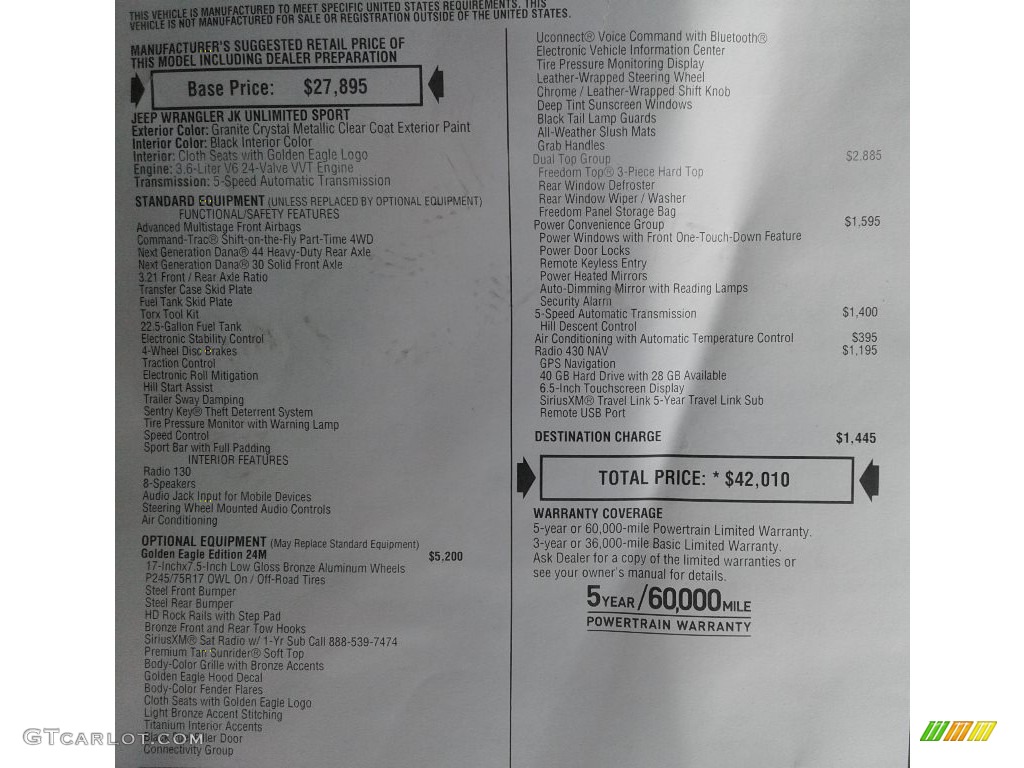 THIS VEHICLE IS MANUFACTURED TO MEET SPECIFIC UNITED STATES REQUIREMENTS. THIS
VEHICLE IS NOT MANUFACTURED FOR SALE OR REGISTRATION OUTSIDE OF THE UNITED STATES.
MANUFACTURER'S SUGGESTED RETAIL PRICE OF
THIS MODEL INCLUDING DEALER PREPARATION
Base Price: $27,895
JEEP WRANGLER JK UNLIMITED SPORT
Exterior Color: Granite Crystal Metallic Clear Coat Exterior Paint
Interior Color: Black Interior Color
Interior: Cloth Seats with Golden Eagle Logo
Engine: 3.6-Liter V6 24-Valve VVT Engine
Transmission: 5-Speed Automatic Transmission
STANDARD EQUIPMENT (UNLESS REPLACED BY OPTIONAL EQUIPMENT)
FUNCTIONAL/SAFETY FEATURES
Advanced Multistage Front Airbags
Command-Trac® Shift-on-the-Fly Part-Time 4WD
Next Generation Dana® 44 Heavy-Duty Rear Axle
Next Generation Dana® 30 Solid Front Axle
3.21 Front / Rear Axle Ratio
Transfer Case Skid Plate
Fuel Tank Skid Plate
Torx Tool Kit
22.5-Gallon Fuel Tank
Electronic Stability Control
4-Wheel Disc Brakes
Traction Control
Electronic Roll Mitigation
Hill Start Assist
Trailer Sway Damping
Sentry Key® Theft Deterrent System
Tire Pressure Monitor with Warning Lamp
Speed Control
Sport Bar with Full Padding
INTERIOR FEATURES
Radio 130
8-Speakers
Audio Jack Input for Mobile Devices
Steering Wheel Mounted Audio Controls
Air Conditioning
OPTIONAL EQUIPMENT (May Replace Standard Equipment)
Golden Eagle Edition 24M $5,200
17-Inchx7.5-Inch Low Gloss Bronze Aluminum Wheels
P245/75R17 OWL On / Off-Road Tires
Steel Front Bumper
Steel Rear Bumper
HD Rock Rails with Step Pad
Bronze Front and Rear Tow Hooks
SiriusXM® Sat Radio w/ 1-Yr Sub Call 888-539-7474
Premium Tan Sunrider® Soft Top
Body-Color Grille with Bronze Accents
Golden Eagle Hood Decal
Body-Color Fender Flares
Cloth Seats with Golden Eagle Logo
Light Bronze Accent Stitching
Titanium Interior Accents
Black Door
Connectivity Group
Uconnect® Voice Command with Bluetooth®
Electronic Vehicle Information Center
Tire Pressure Monitoring Display
Leather-Wrapped Steering Wheel
Chrome / Leather-Wrapped Shift Knob
Deep Tint Sunscreen Windows
Black Tail Lamp Guards
All-Weather Slush Mats
Grab Handles
Dual Top Group $2,885
Freedom Top® 3-Piece Hard Top
Rear Window Defroster
Rear Window Wiper / Washer
Freedom Panel Storage Bag
Power Convenience Group $1,595
Power Windows with Front One-Touch-Down Feature
Power Door Locks
Remote Keyless Entry
Power Heated Mirrors
Auto-Dimming Mirror with Reading Lamps
Security Alarm
5-Speed Automatic Transmission $1,400
Hill Descent Control
Air Conditioning with Automatic Temperature Control $395
Radio 430 NAV $1,195
GPS Navigation
40 GB Hard Drive with 28 GB Available
6.5-Inch Touchscreen Display
SiriusXM® Travel Link 5-Year Travel Link Sub
Remote USB Port
DESTINATION CHARGE $1,445
TOTAL PRICE: * $42,010
WARRANTY COVERAGE
5-year or 60,000-mile Powertrain Limited Warranty.
3-year or 36,000-mile Basic Limited Warranty.
Ask Dealer for a copy of the limited warranties or
see your owner's manual for details.
5 YEAR/60,000 MILE
POWERTRAIN WARRANTY
GTCARLOT.COM